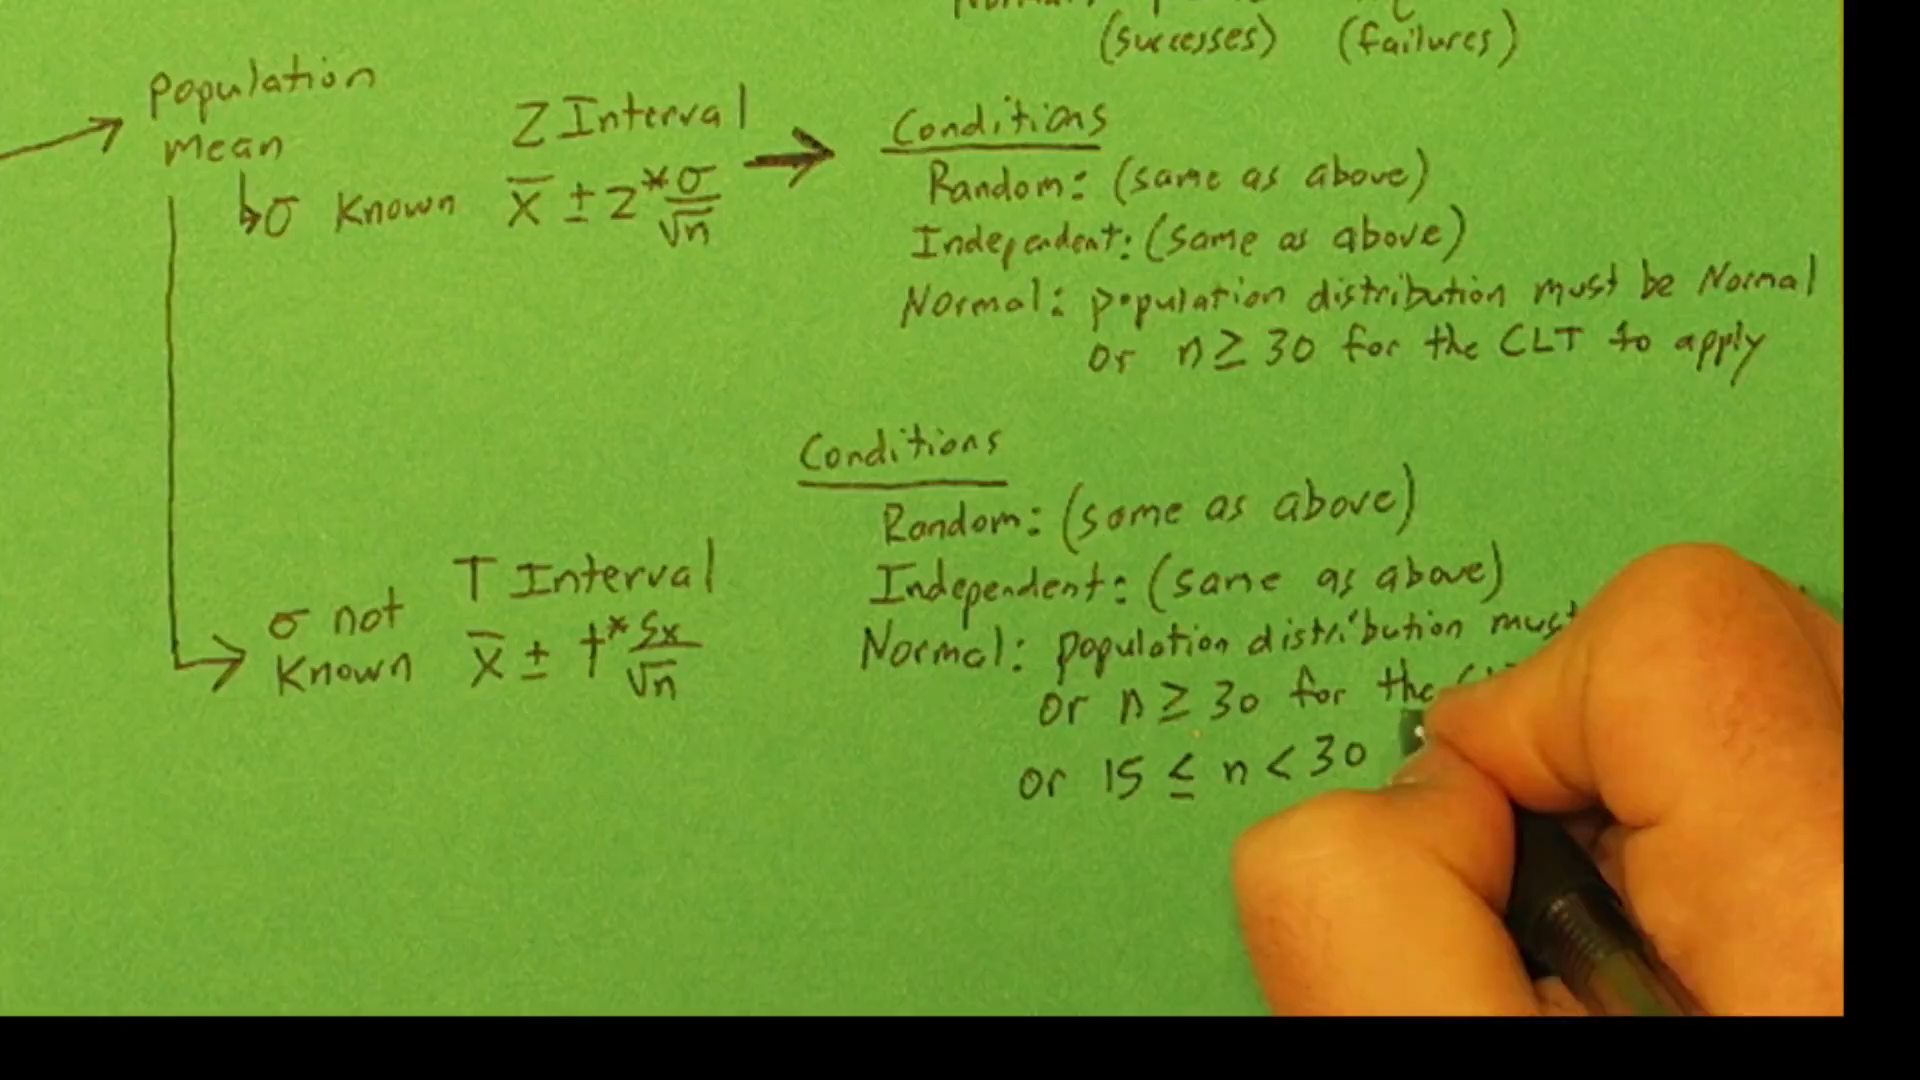 (successes) (failures)
Population
mean
σ Known
Z Interval
x̄ ± z* σ/√n
Conditions
Random: (same as above)
Independent: (same as above)
Normal: population distribution must be Normal
or n ≥ 30 for the CLT to apply
Conditions
Random: (same as above)
Independent: (same as above)
Normal: population distribution must
or n ≥ 30 for the
or 15 ≤ n < 30
σ not
Known
T Interval
x̄ ± t* Sx/√n